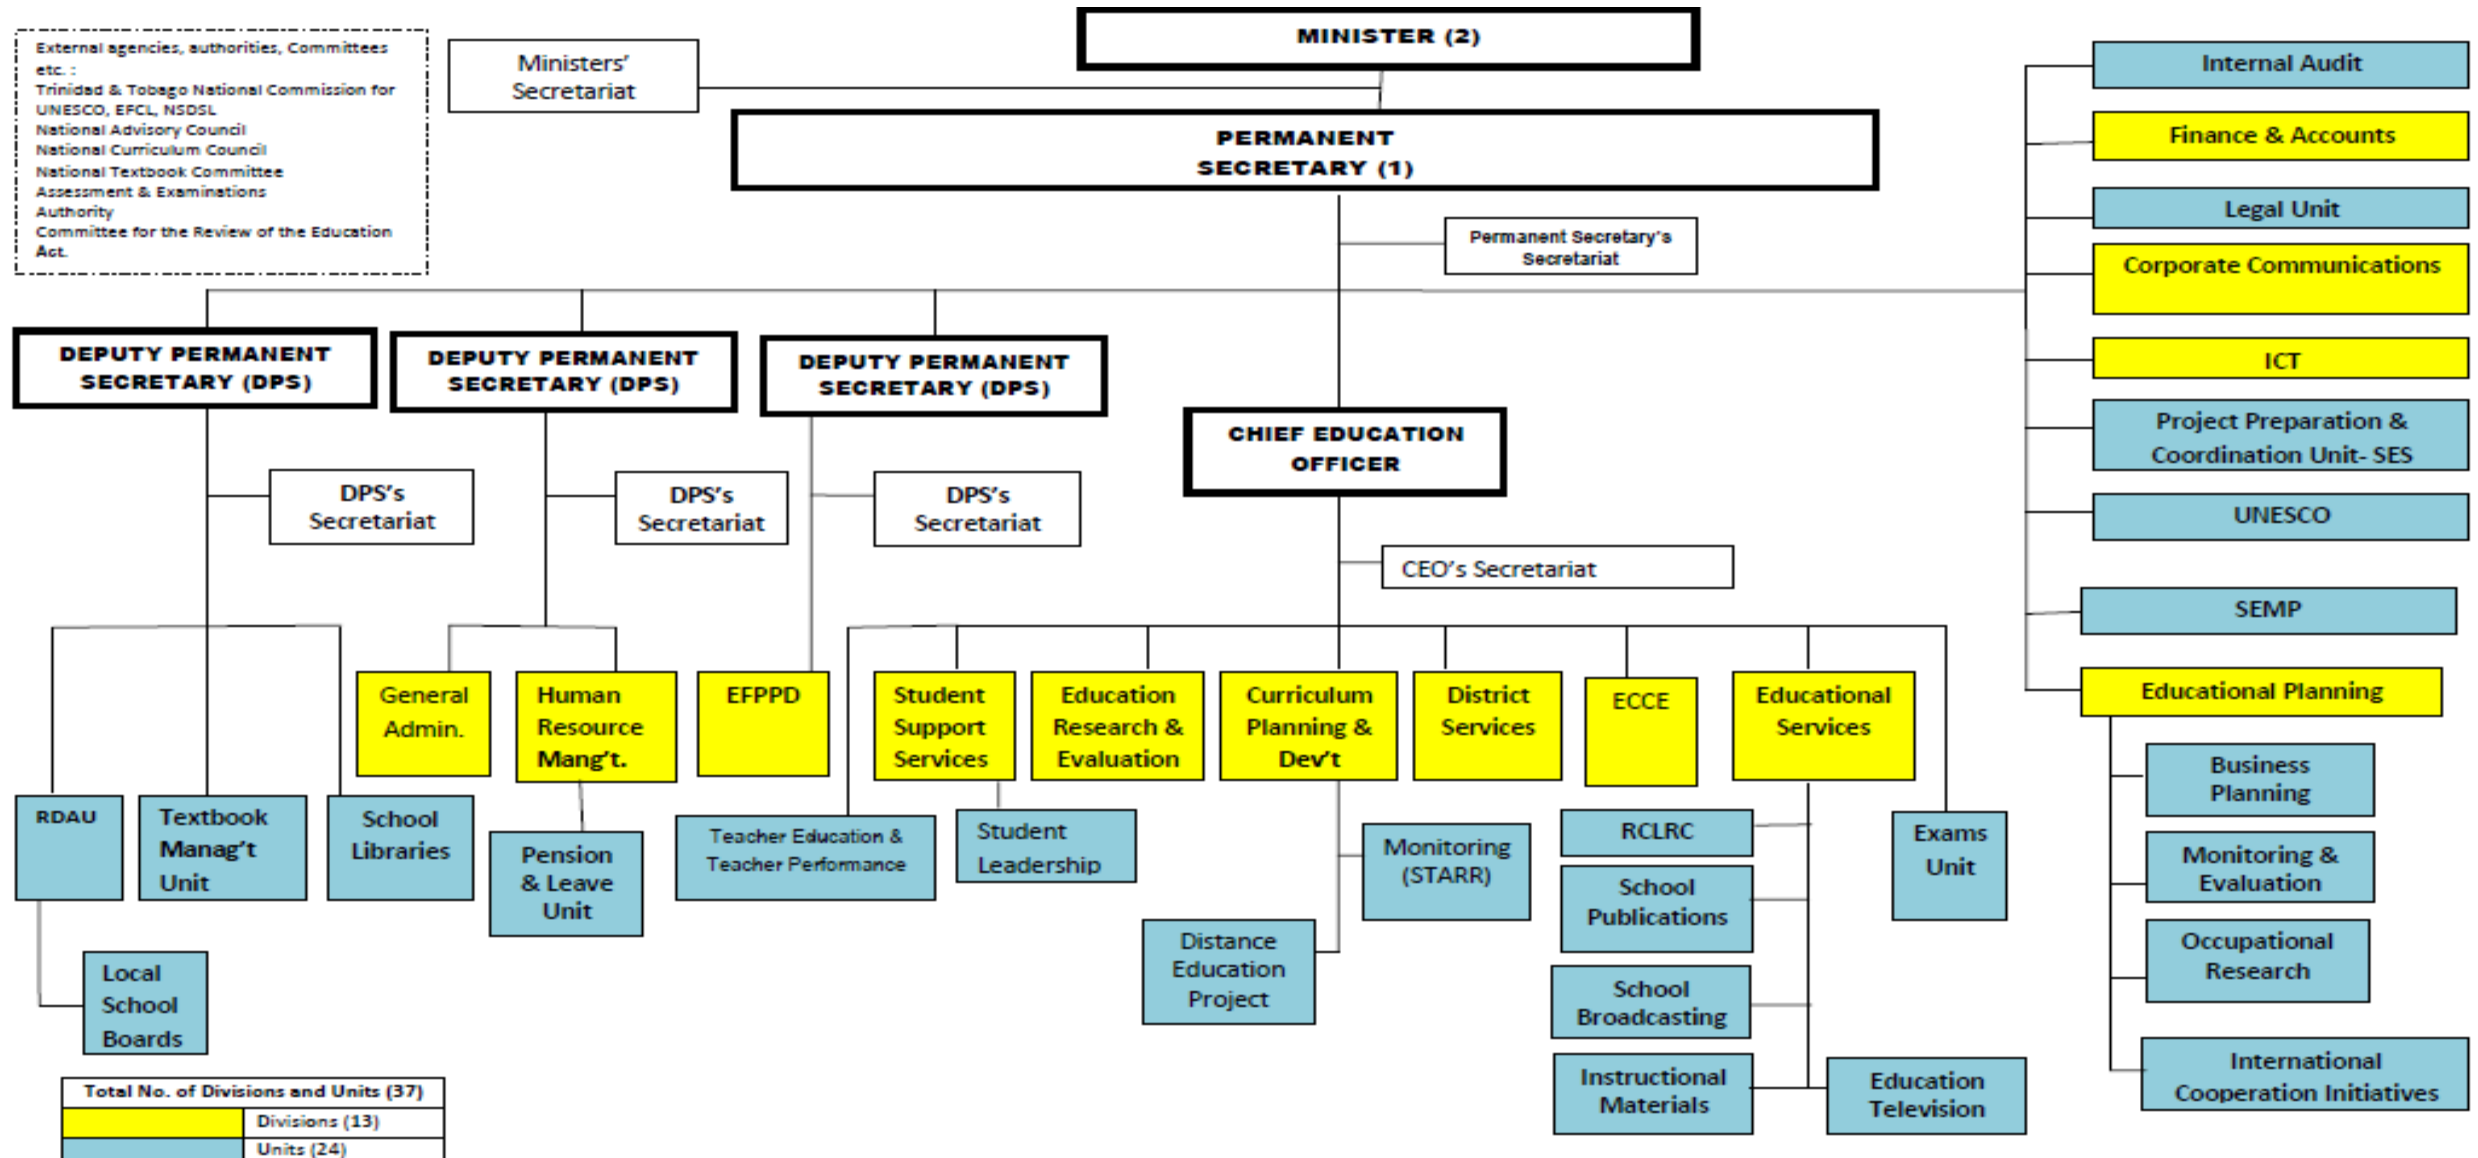 External agencies, authorities, Committees
etc. :
Trinidad & Tobago National Commission for
UNESCO, EFCL, NSDSL
National Advisory Council
National Curriculum Council
National Textbook Committee
Assessment & Examinations
Authority
Committee for the Review of the Education
Act.
Ministers'
Secretariat
MINISTER (2)
PERMANENT
SECRETARY (1)
Permanent Secretary's
Secretariat
DEPUTY PERMANENT
SECRETARY (DPS)
DEPUTY PERMANENT
SECRETARY (DPS)
DEPUTY PERMANENT
SECRETARY (DPS)
CHIEF EDUCATION
OFFICER
DPS's
Secretariat
DPS's
Secretariat
DPS's
Secretariat
CEO's Secretariat
General
Admin.
Human
Resource
Mang't.
EFPPD
Student
Support
Services
Education
Research &
Evaluation
Curriculum
Planning &
Dev't
District
Services
ECCE
Educational
Services
RDAU
Textbook
Manag't
Unit
School
Libraries
Pension
& Leave
Unit
Teacher Education &
Teacher Performance
Student
Leadership
Monitoring
(STARR)
Distance
Education
Project
RCLRC
School
Publications
School
Broadcasting
Instructional
Materials
Education
Television
Exams
Unit
Local
School
Boards
Internal Audit
Finance & Accounts
Legal Unit
Corporate Communications
ICT
Project Preparation &
Coordination Unit- SES
UNESCO
SEMP
Educational Planning
Business
Planning
Monitoring &
Evaluation
Occupational
Research
International
Cooperation Initiatives
Total No. of Divisions and Units (37)
Divisions (13)
Units (24)